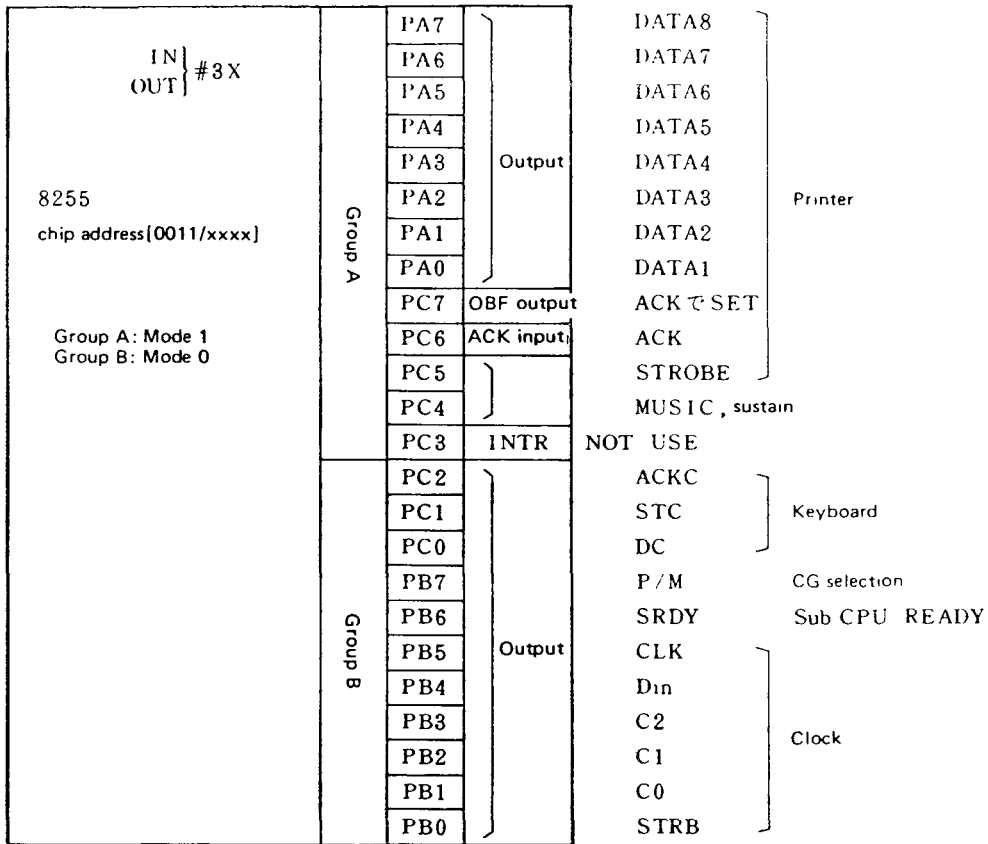 IN
OUT
#3X
8255
chip address[0011/xxxx]
Group A: Mode 1
Group B: Mode 0
Group A
PA7 DATA8
PA6 DATA7
PA5 DATA6
PA4 DATA5
PA3 Output DATA4
PA2 DATA3 Printer
PA1 DATA2
PA0 DATA1
PC7 OBF output ACKでSET
PC6 ACK input ACK
PC5 STROBE
PC4 MUSIC, sustain
PC3 INTR NOT USE
Group B
PC2 ACKC
PC1 STC Keyboard
PC0 DC
PB7 P/M CG selection
PB6 SRDY Sub CPU READY
PB5 Output CLK
PB4 Din
PB3 C2
PB2 C1 Clock
PB1 C0
PB0 STRB